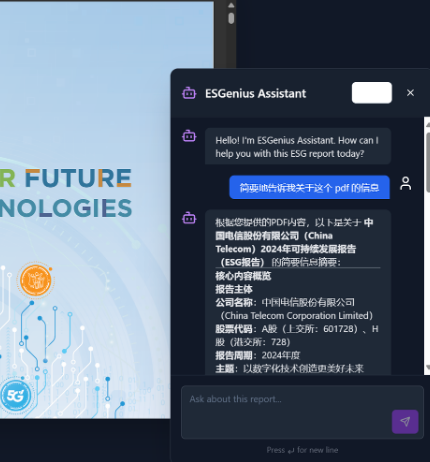 R FUTURE
NOLOGIES
5G
ESGenius Assistant
Hello! I'm ESGenius Assistant. How can I
help you with this ESG report today?
简要地告诉我关于这个 pdf 的信息
根据您提供的PDF内容，以下是关于 中
国电信股份有限公司（China
Telecom）2024年可持续发展报告
（ESG报告） 的简要信息摘要：
核心内容概览
报告主体
公司名称：中国电信股份有限公司
（China Telecom Corporation Limited）
股票代码：A股（上交所：601728）、H
股（港交所：728）
报告周期：2024年度
主题：以数字化技术创造更美好未来
Ask about this report...
Press ↵ for new line